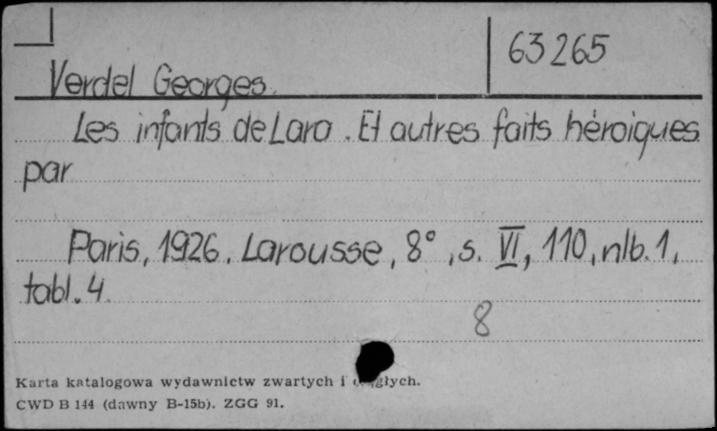 63265
Verdel Georges.
Les infants de Lara. Et autres faits héroiques
par
Paris, 1926. Larousse, 8°, s. VI, 110, nlb. 1,
tabl. 4.
8
Karta katalogowa wydawnictw zwartych i
CWD B 144 (dawny B-15b). ZGG 91.